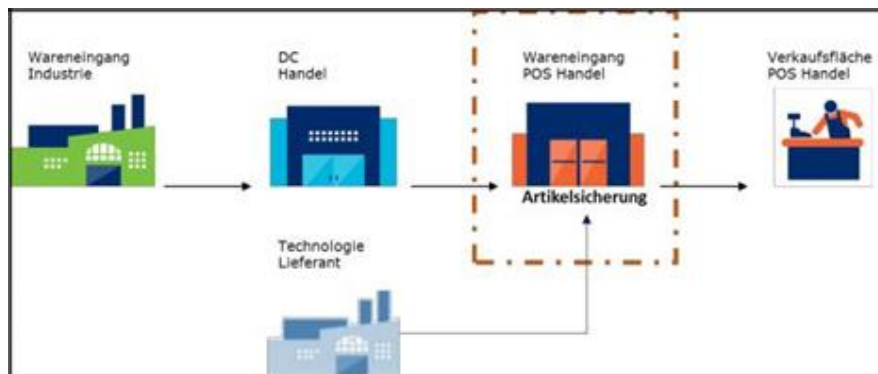 Wareneingang
Industrie
DC
Handel
Wareneingang
POS Handel
Verkaufsfläche
POS Handel
Artikelsicherung
Technologie
Lieferant